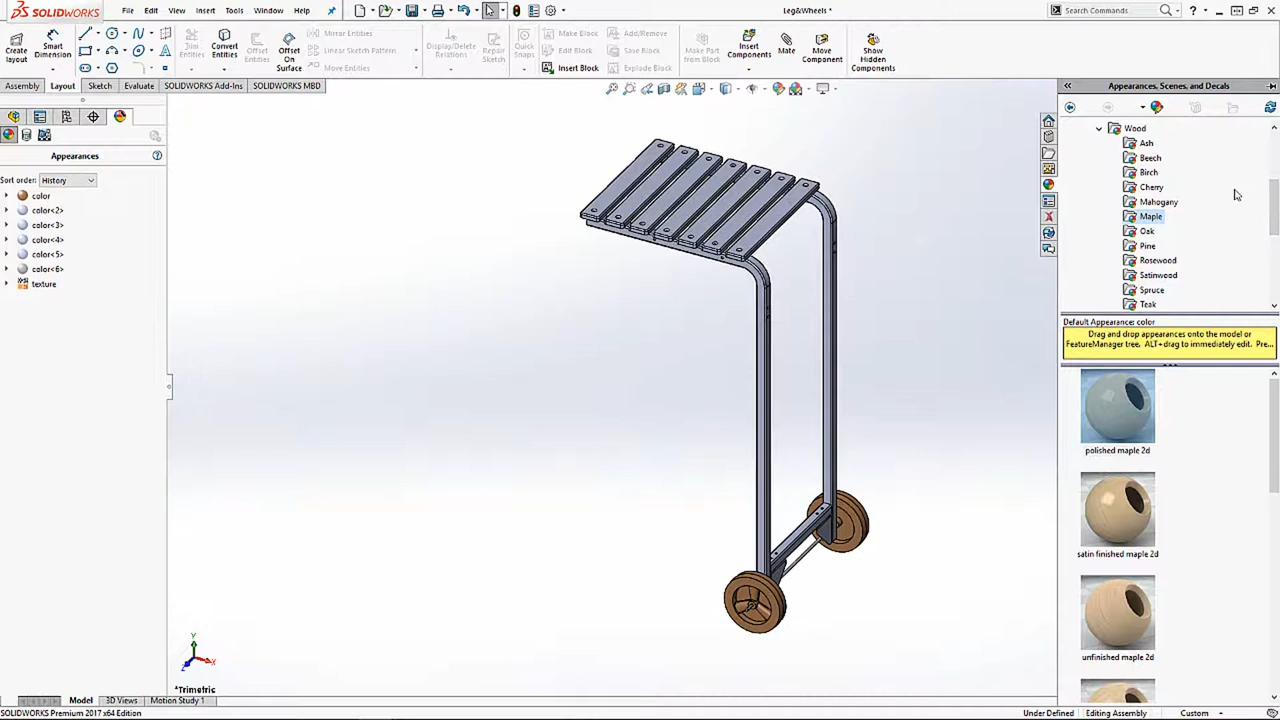 SOLIDWORKS
File Edit View Insert Tools Window Help
Leg&Wheels *
Search Commands
Create Layout
Smart Dimension
Trim Entities
Convert Entities
Offset Entities
Offset On Surface
Mirror Entities
Linear Sketch Pattern
Move Entities
Display/Delete Relations
Repair Sketch
Quick Snaps
Make Block
Edit Block
Insert Block
Add/Remove
Save Block
Explode Block
Make Part from Block
Insert Components
Mate
Move Component
Show Hidden Components
Assembly Layout Sketch Evaluate SOLIDWORKS Add-Ins SOLIDWORKS MBD
Appearances
Sort order: History
color
color<2>
color<3>
color<4>
color<5>
color<6>
texture
Y
X
Z
*Trimetric
Appearances, Scenes, and Decals
Wood
Ash
Beech
Birch
Cherry
Mahogany
Maple
Oak
Pine
Rosewood
Satinwood
Spruce
Teak
Default Appearance: color
Drag and drop appearances onto the model or
FeatureManager tree. ALT+drag to immediately edit. Pre...
polished maple 2d
satin finished maple 2d
unfinished maple 2d
Model 3D Views Motion Study 1
SOLIDWORKS Premium 2017 x64 Edition
Under Defined Editing Assembly Custom